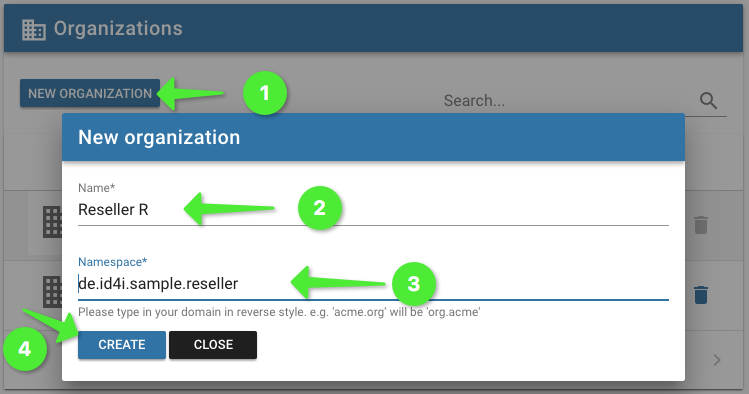 Organizations
NEW ORGANIZATION
1
Search...
New organization
Name*
Reseller R
2
Namespace*
de.id4i.sample.reseller
3
Please type in your domain in reverse style. e.g. 'acme.org' will be 'org.acme'
4
CREATE CLOSE